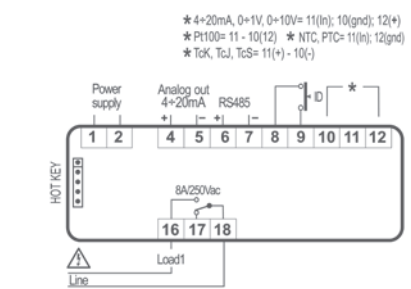 * 4÷20mA, 0÷1V, 0÷10V= 11(In); 10(gnd); 12(+)
* Pt100= 11 - 10(12) * NTC, PTC= 11(In); 12(gnd)
* TcK, TcJ, TcS= 11(+) - 10(-)
Power supply
Analog out 4÷20mA
RS485
ID
*
+ – + –
1 2 4 5 6 7 8 9 10 11 12
HOT KEY
8A/250Vac
16 17 18
Load1
Line